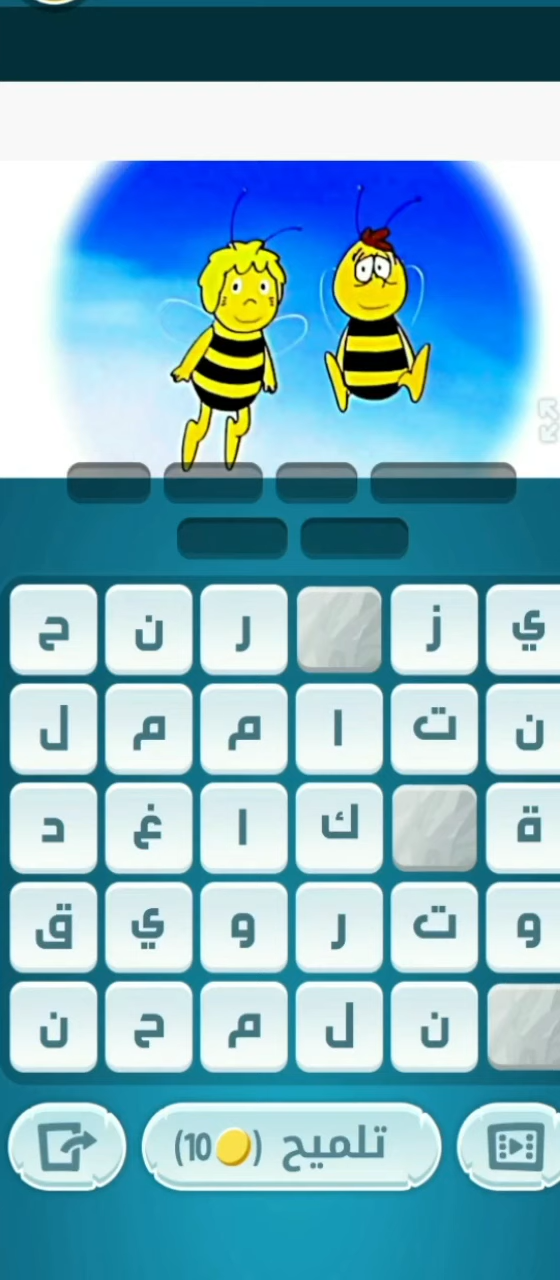 ي ز ر ن ح
ن ت ا م م ل
ة ك ا غ د
و ت ر و ي ق
ن ل م ح ن
تلميح (10)